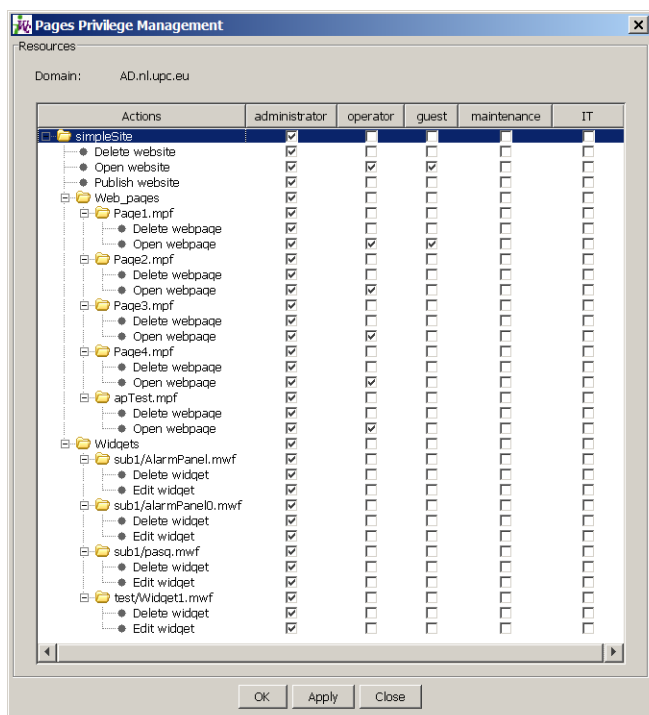 Pages Privilege Management
Resources
Domain: AD.nl.upc.eu
Actions administrator operator guest maintenance IT
simpleSite
Delete website
Open website
Publish website
Web_pages
Page1.mpf
Delete webpage
Open webpage
Page2.mpf
Delete webpage
Open webpage
Page3.mpf
Delete webpage
Open webpage
Page4.mpf
Delete webpage
Open webpage
apTest.mpf
Delete webpage
Open webpage
Widgets
sub1/AlarmPanel.mwf
Delete widget
Edit widget
sub1/alarmPanel0.mwf
Delete widget
Edit widget
sub1/pasq.mwf
Delete widget
Edit widget
test/Widget1.mwf
Delete widget
Edit widget
OK Apply Close